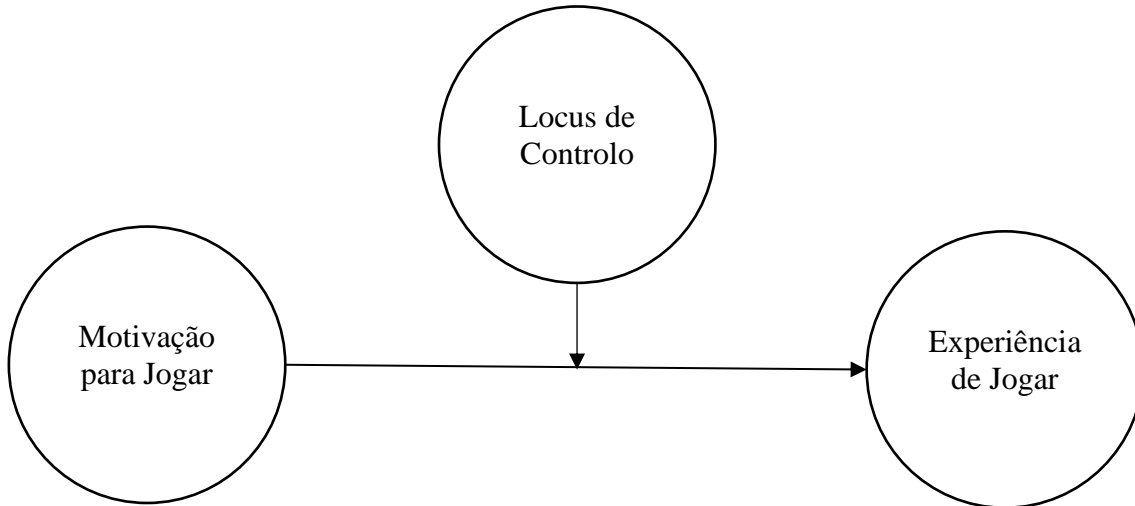 Locus de
Controlo
Motivação
para Jogar
Experiência
de Jogar